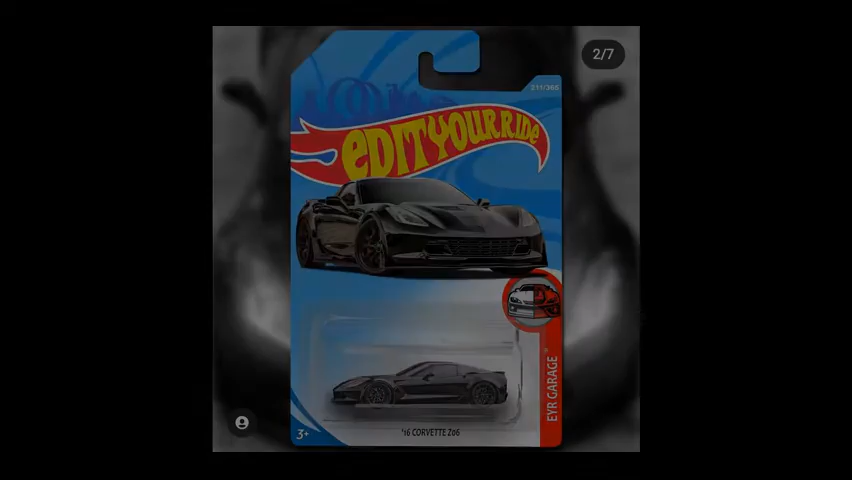 2/7
211/365
EDITYOURRIDE
EYR GARAGE
3+
'16 CORVETTE Z06